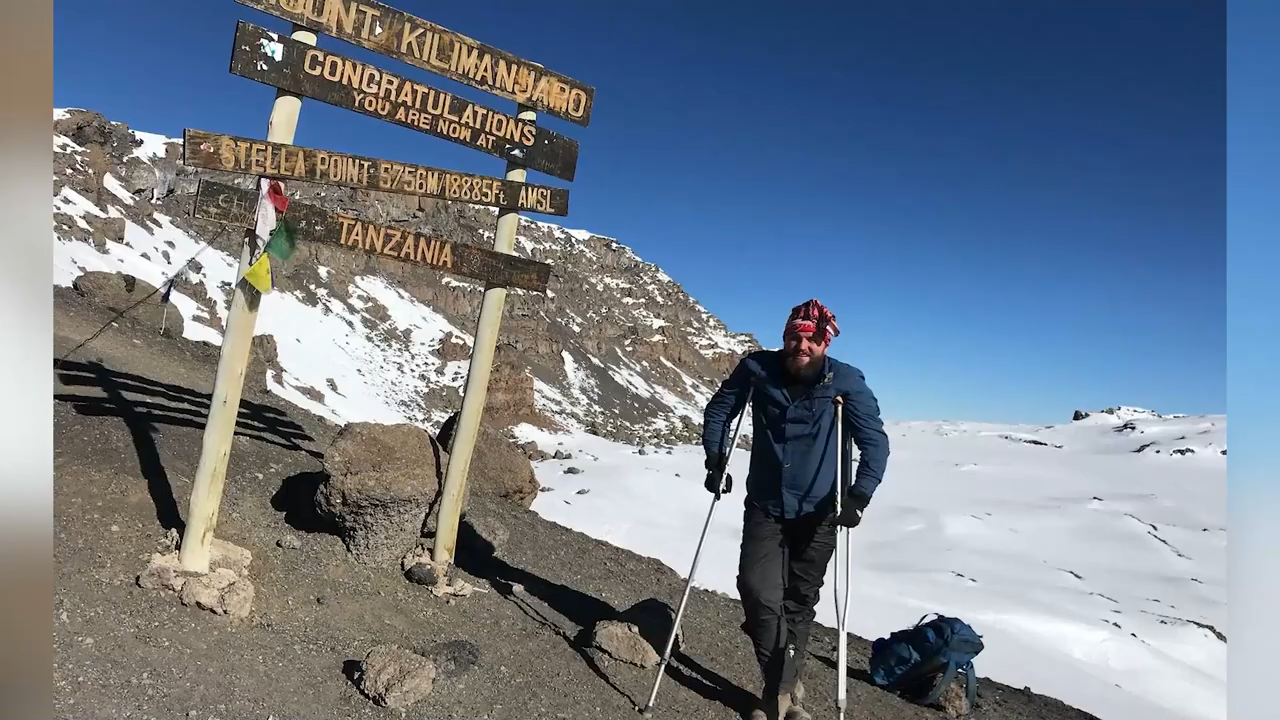 MOUNT KILIMANJARO
CONGRATULATIONS
YOU ARE NOW AT
STELLA POINT 5756M/18885Ft. AMSL
TANZANIA